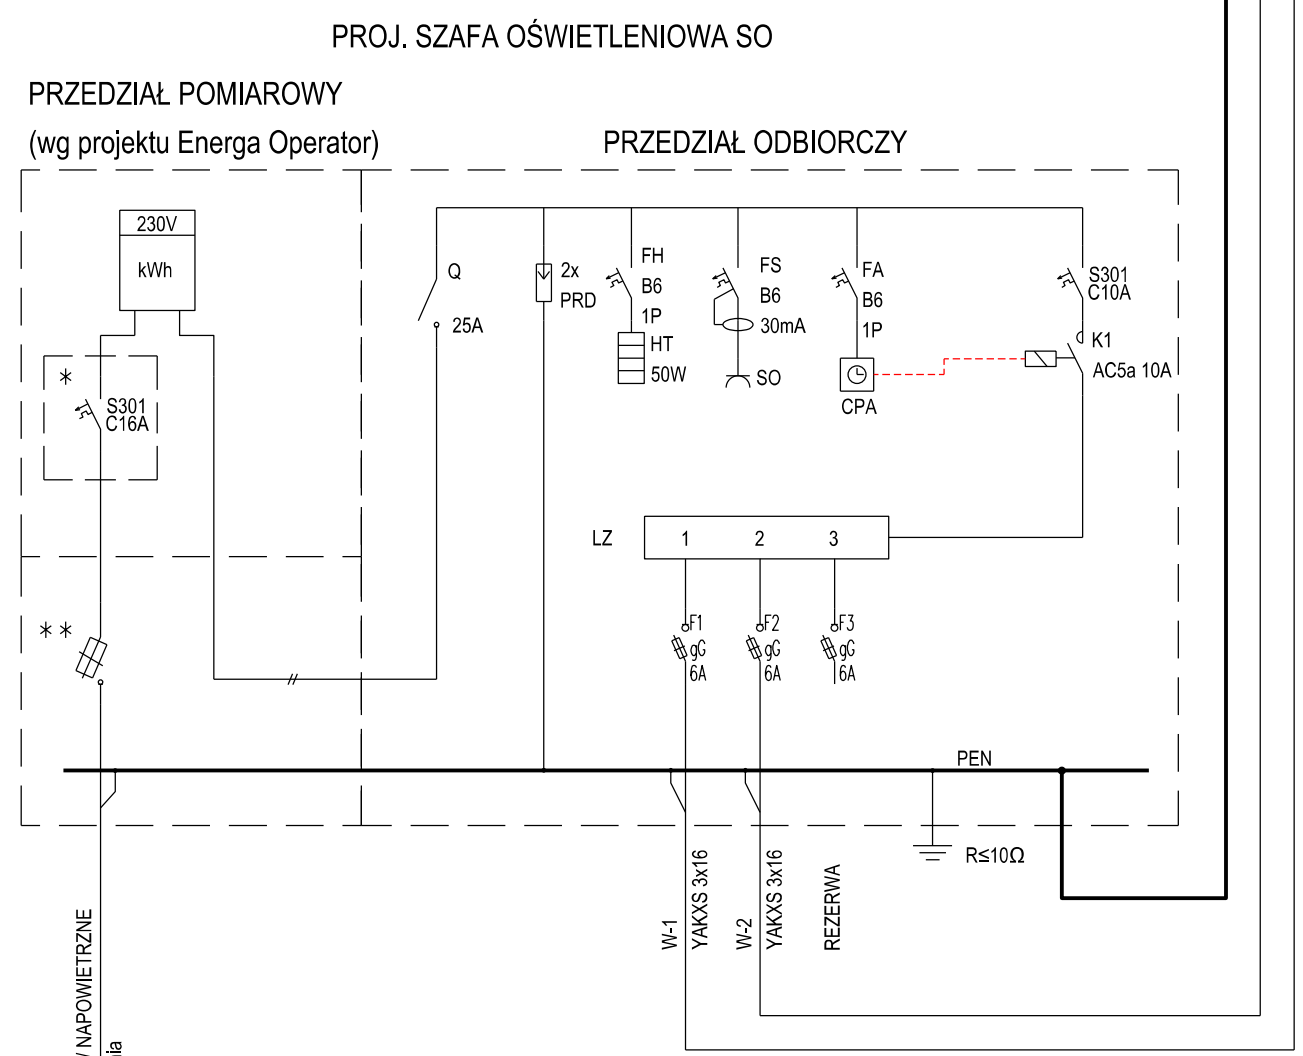 PROJ. SZAFA OŚWIETLENIOWA SO
PRZEDZIAŁ POMIAROWY
(wg projektu Energa Operator)
PRZEDZIAŁ ODBIORCZY
230V
kWh
*
S301
C16A
**
Q
25A
2x
PRD
FH
B6
1P
HT
50W
FS
B6
30mA
SO
FA
B6
1P
CPA
S301
C10A
K1
AC5a 10A
LZ
1 2 3
F1
gG
6A
F2
gG
6A
F3
gG
6A
PEN
R≤10Ω
W-1
YAKXS 3x16
W-2
YAKXS 3x16
REZERWA
NAPOWIETRZNE